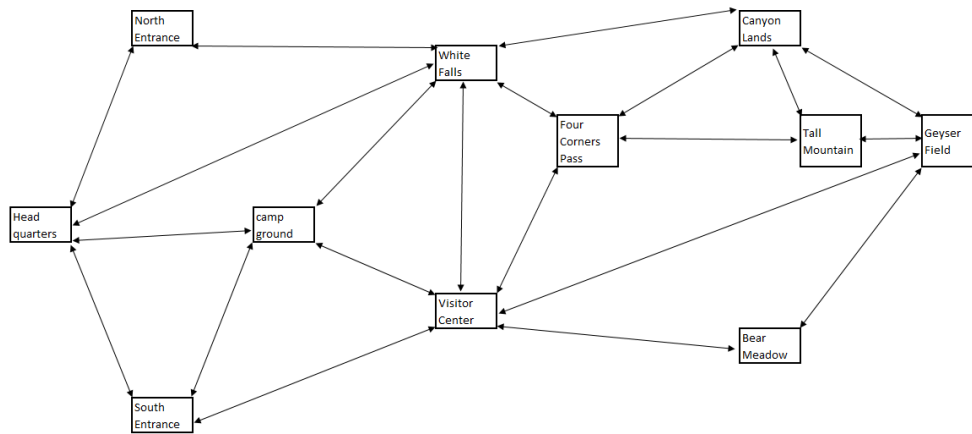 North
Entrance
White
Falls
Canyon
Lands
Four
Corners
Pass
Tall
Mountain
Geyser
Field
Head
quarters
camp
ground
Visitor
Center
Bear
Meadow
South
Entrance